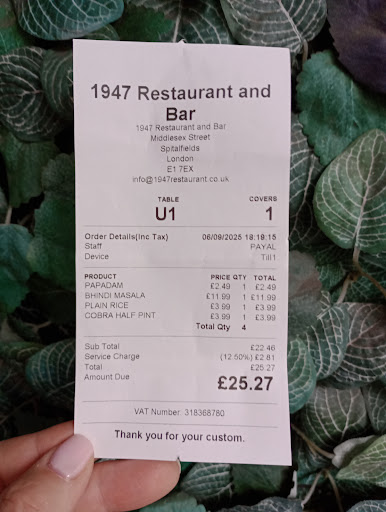 1947 Restaurant and
Bar
1947 Restaurant and Bar
Middlesex Street
Spitalfields
London
E1 7EX
info@1947restaurant.co.uk
TABLE COVERS
U1 1
Order Details(Inc Tax) 06/09/2025 18:19:15
Staff PAYAL
Device Till1
PRODUCT PRICE QTY TOTAL
PAPADAM £2.49 1 £2.49
BHINDI MASALA £11.99 1 £11.99
PLAIN RICE £3.99 1 £3.99
COBRA HALF PINT £3.99 1 £3.99
Total Qty 4
Sub Total £22.46
Service Charge (12.50%) £2.81
Total £25.27
Amount Due £25.27
VAT Number 318368780
Thank you for your custom.